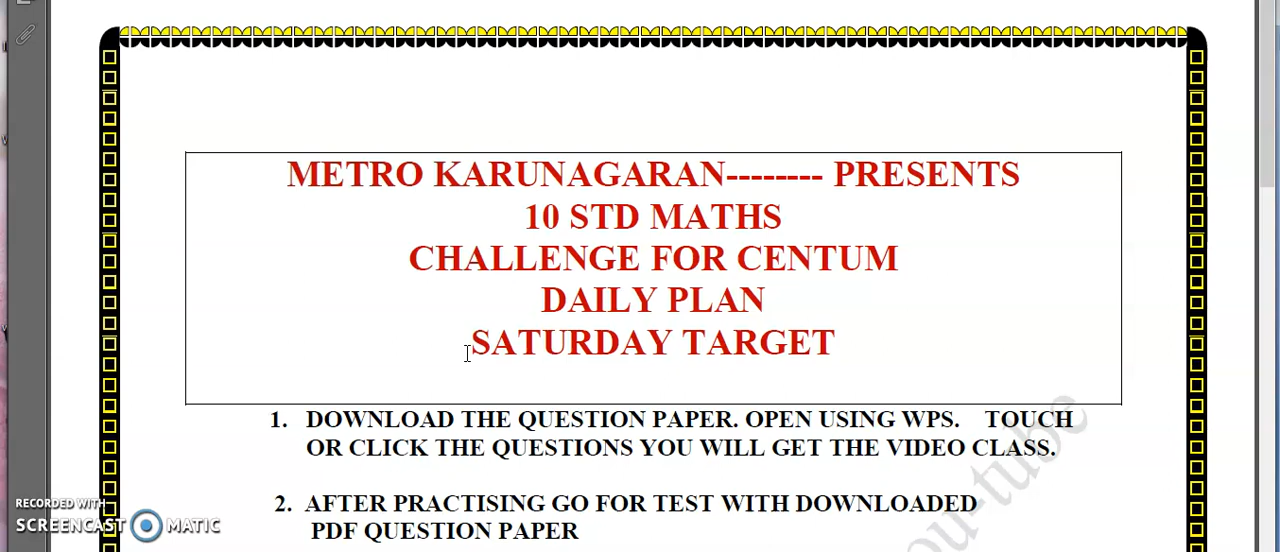 METRO KARUNAGARAN-------- PRESENTS
10 STD MATHS
CHALLENGE FOR CENTUM
DAILY PLAN
SATURDAY TARGET
1. DOWNLOAD THE QUESTION PAPER. OPEN USING WPS. TOUCH
OR CLICK THE QUESTIONS YOU WILL GET THE VIDEO CLASS.
2. AFTER PRACTISING GO FOR TEST WITH DOWNLOADED
PDF QUESTION PAPER
ou-tube
RECORDED WITH
SCREENCAST MATIC